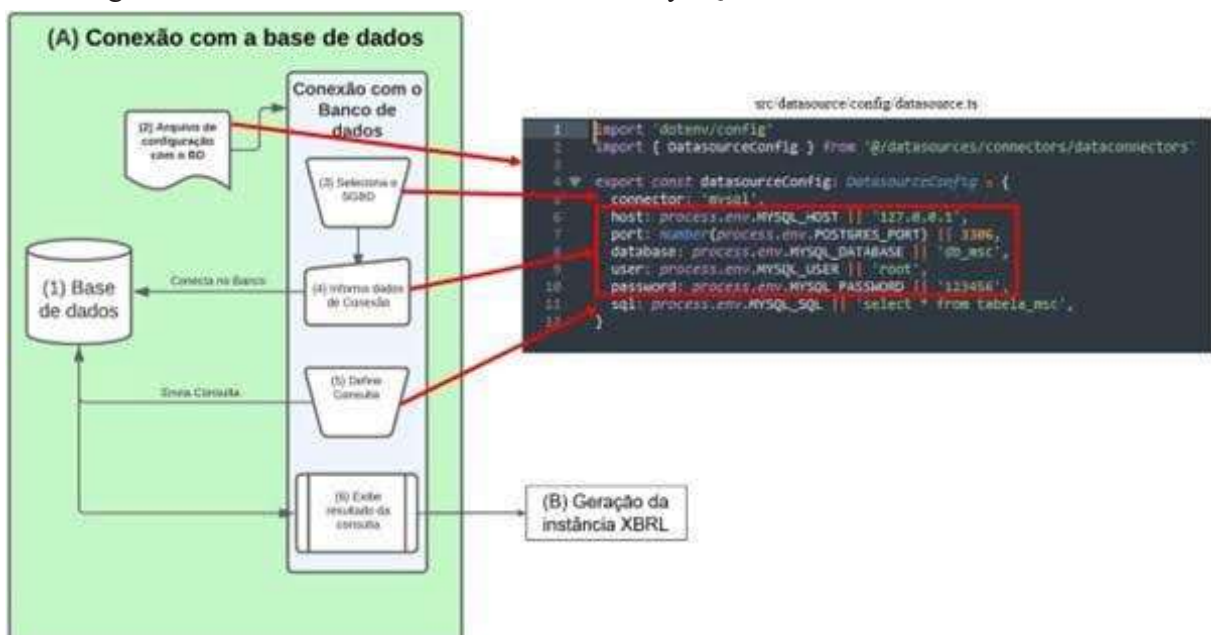 (A) Conexão com a base de dados
Conexão com o
Banco de
dados
(2) Arquivo de
configuração
com o BD
(3) Seleciona o
SGBD
(1) Base
de dados
Conecta no Banco
(4) Informa dados
de Conexão
(5) Define
Consulta
Envia Consulta
(6) Exibe
resultado da
consulta
(B) Geração da
instância XBRL
src/datasource/config/datasource.ts
1 import 'dotenv/config'
2 import { DatasourceConfig } from '@/datasources/connectors/dataconnectors'
3
4 export const datasourceConfig: DatasourceConfig = {
5 connector: 'mysql',
6 host: process.env.MYSQL_HOST || '127.0.0.1',
7 port: number(process.env.POSTGRES_PORT) || 3306,
8 database: process.env.MYSQL_DATABASE || 'db_msc',
9 user: process.env.MYSQL_USER || 'root',
10 password: process.env.MYSQL_PASSWORD || '123456',
11 sql: process.env.MYSQL_SQL || 'select * from tabela_msc',
12 }